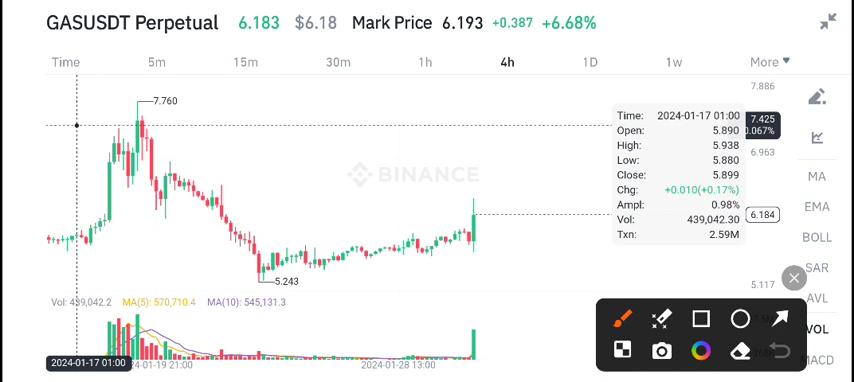 GASUSDT Perpetual 6.183 $6.18 Mark Price 6.193 +0.387 +6.68%
Time 5m 15m 30m 1h 4h 1D 1w More
7.886
7.760
Time: 2024-01-17 01:00
7.425
Open: 5.890
0.067%
High: 5.938
6.963
Low: 5.880
Close: 5.899
BINANCE
MA
Chg: +0.010(+0.17%)
Ampl: 0.98%
EMA
6.184
Vol: 439,042.30
Txn: 2.59M
BOLL
SAR
5.243
5.117
AVL
Vol: 439,042.2 MA(5): 570,710.4 MA(10): 545,131.3
VOL
MACD
2024-01-17 01:00 01-19 21:00 2024-01-28 13:00